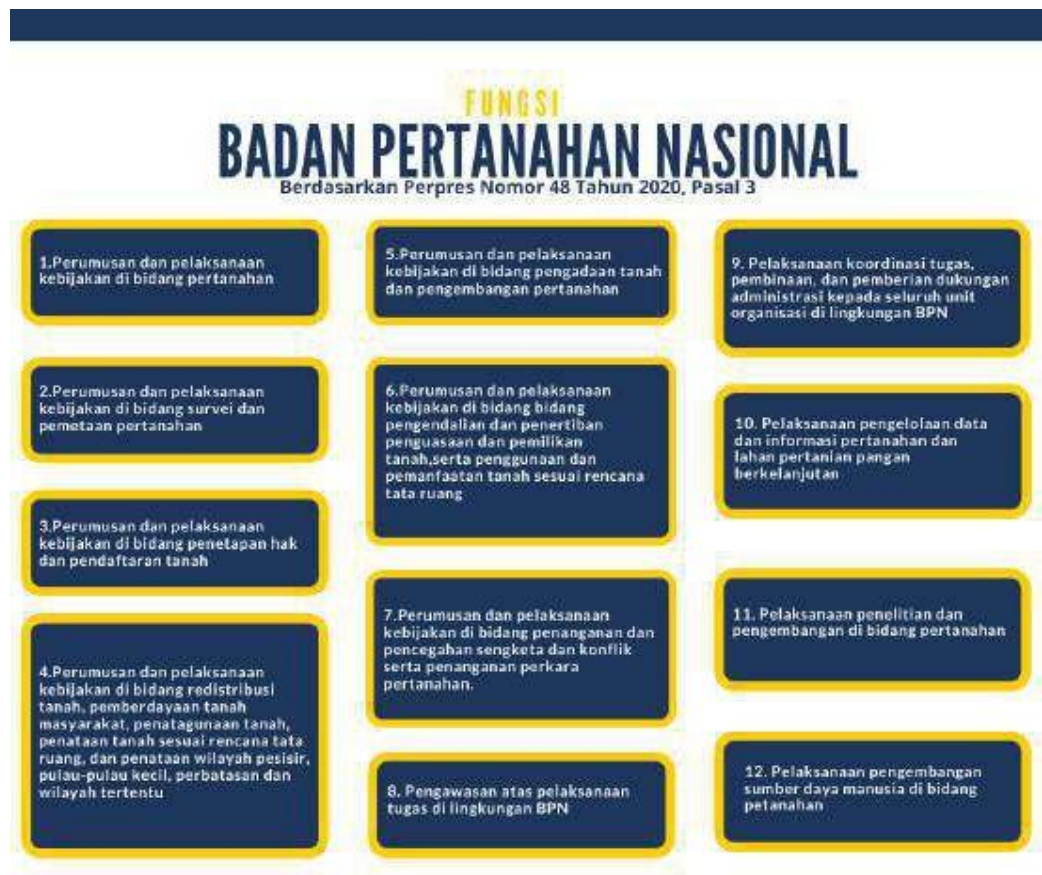 FUNGSI
BADAN PERTANAHAN NASIONAL
Berdasarkan Perpres Nomor 48 Tahun 2020, Pasal 3
1.Perumusan dan pelaksanaan
kebijakan di bidang pertanahan
2.Perumusan dan pelaksanaan
kebijakan di bidang survei dan
pemetaan pertanahan
3.Perumusan dan pelaksanaan
kebijakan di bidang penetapan hak
dan pendaftaran tanah
4.Perumusan dan pelaksanaan
kebijakan di bidang redistribusi
tanah, pemberdayaan tanah
masyarakat, penatagunaan tanah,
penataan tanah sesuai rencana tata
ruang, dan penataan wilayah pesisir,
pulau-pulau kecil, perbatasan dan
wilayah tertentu
5.Perumusan dan pelaksanaan
kebijakan di bidang pengadaan tanah
dan pengembangan pertanahan
6.Perumusan dan pelaksanaan
kebijakan di bidang bidang
pengendalian dan penertiban
penguasaan dan pemilikan
tanah,serta penggunaan dan
pemanfaatan tanah sesuai rencana
tata ruang
7.Perumusan dan pelaksanaan
kebijakan di bidang penanganan dan
pencegahan sengketa dan konflik
serta penanganan perkara
pertanahan.
8. Pengawasan atas pelaksanaan
tugas di lingkungan BPN
9. Pelaksanaan koordinasi tugas,
pembinaan, dan pemberian dukungan
administrasi kepada seluruh unit
organisasi di lingkungan BPN
10. Pelaksanaan pengelolaan data
dan informasi pertanahan dan
lahan pertanian pangan
berkelanjutan
11. Pelaksanaan penelitian dan
pengembangan di bidang pertanahan
12. Pelaksanaan pengembangan
sumber daya manusia di bidang
petanahan